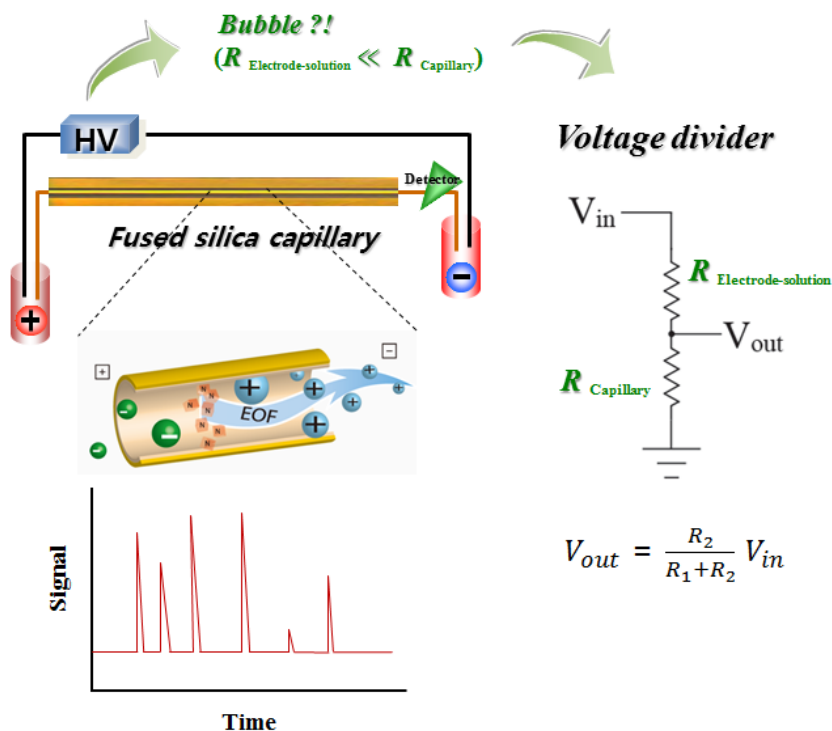 Bubble ?!
(R Electrode-solution ≪ R Capillary)
HV
Voltage divider
Detector
Fused silica capillary
+
−
Vin
R Electrode-solution
Vout
R Capillary
+
−
N
N
N
N
N
N
N
N
EOF
Signal
Time
Vout = R2 / R1+R2 Vin